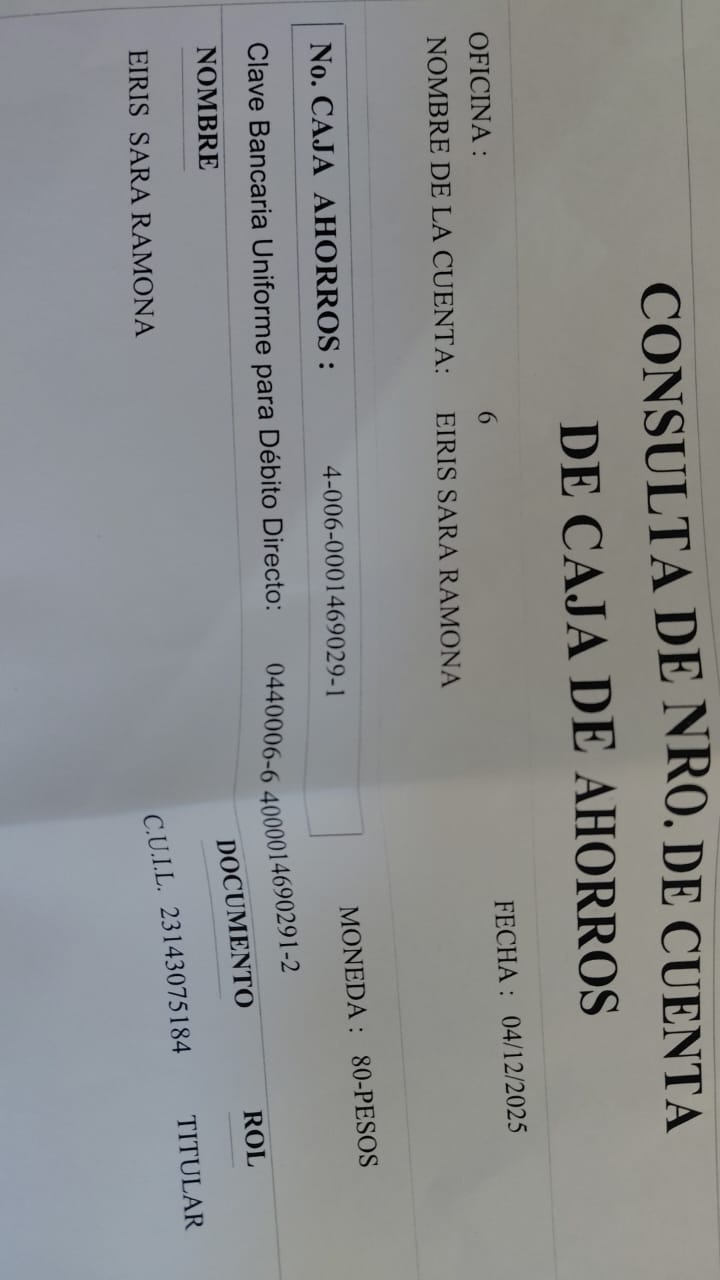 CONSULTA DE NRO. DE CUENTA
DE CAJA DE AHORROS
OFICINA : 6 FECHA : 04/12/2025
NOMBRE DE LA CUENTA: EIRIS SARA RAMONA
No. CAJA AHORROS : 4-006-0001469029-1 MONEDA : 80-PESOS
Clave Bancaria Uniforme para Débito Directo: 0440006-6 4000014690291-2
NOMBRE DOCUMENTO ROL
EIRIS SARA RAMONA C.U.I.L. 23143075184 TITULAR